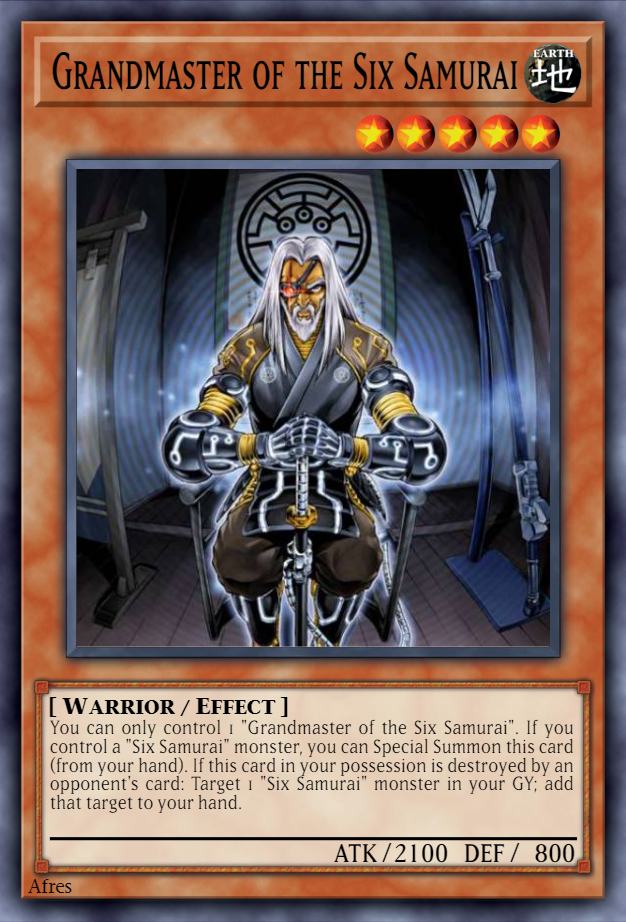 GRANDMASTER OF THE SIX SAMURAI
EARTH
地
[ WARRIOR / EFFECT ]
You can only control 1 "Grandmaster of the Six Samurai". If you
control a "Six Samurai" monster, you can Special Summon this card
(from your hand). If this card in your possession is destroyed by an
opponent's card: Target 1 "Six Samurai" monster in your GY; add
that target to your hand.
ATK/2100 DEF/ 800
Afres